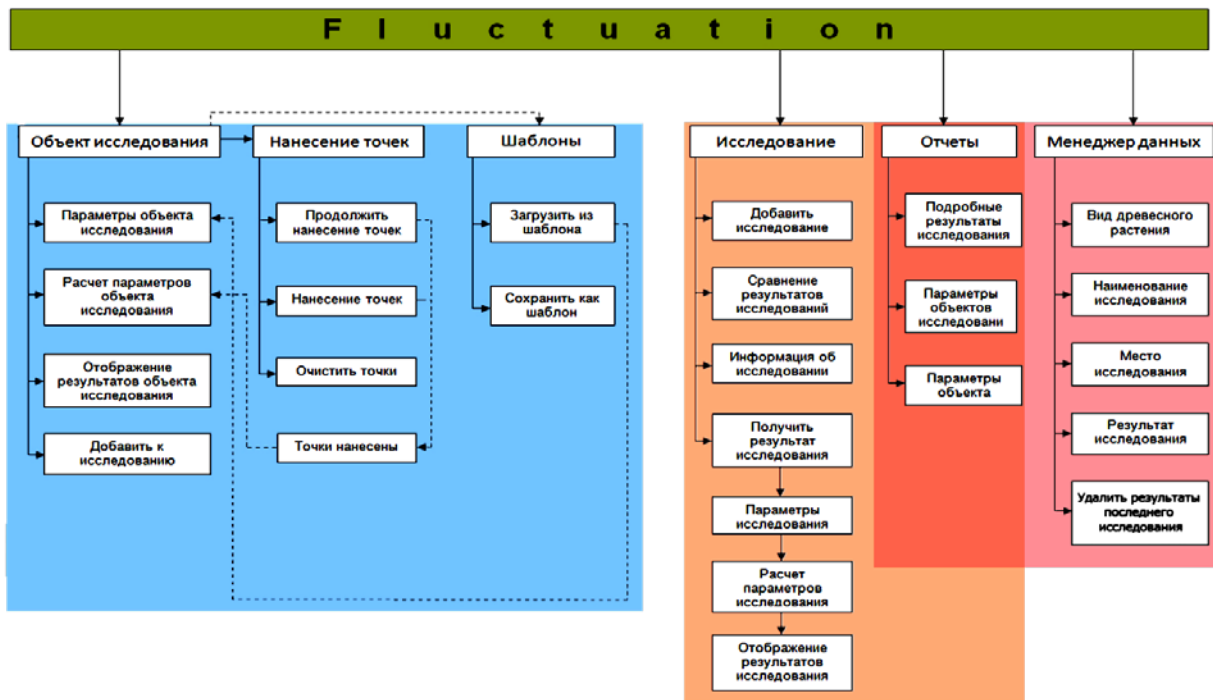 Fluctuation
Объект исследования
Параметры объекта
исследования
Расчет параметров
объекта
исследования
Отображение
результатов объекта
исследования
Добавить к
исследованию
Нанесение точек
Продолжить
нанесение точек
Нанесение точек
Очистить точки
Точки нанесены
Шаблоны
Загрузить из
шаблона
Сохранить как
шаблон
Исследование
Добавить
исследование
Сравнение
результатов
исследований
Информация об
исследовании
Получить
результат
исследования
Параметры
исследования
Расчет
параметров
исследования
Отображение
результатов
исследования
Отчеты
Подробные
результаты
исследования
Параметры
объектов
исследовани
Параметры
объекта
Менеджер данных
Вид древесного
растения
Наименование
исследования
Место
исследования
Результат
исследования
Удалить результаты
последнего
исследования